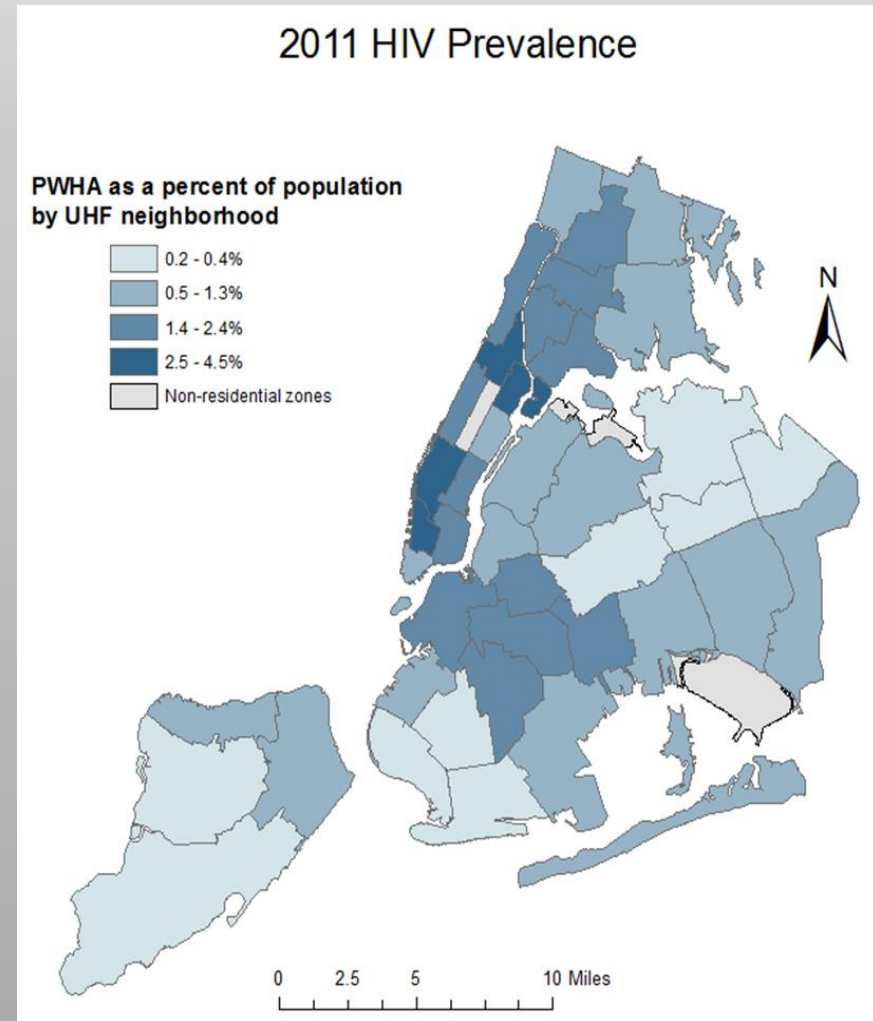 2011 HIV Prevalence
PWHA as a percent of population
by UHF neighborhood
0.2 - 0.4%
0.5 - 1.3%
1.4 - 2.4%
2.5 - 4.5%
Non-residential zones
N
0 2.5 5 10 Miles